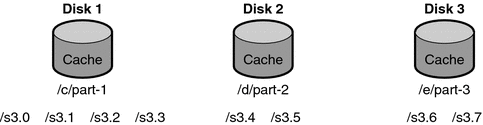 Disk 1 Disk 2 Disk 3
Cache Cache Cache
/c/part-1 /d/part-2 /e/part-3
/s3.0 /s3.1 /s3.2 /s3.3 /s3.4 /s3.5 /s3.6 /s3.7